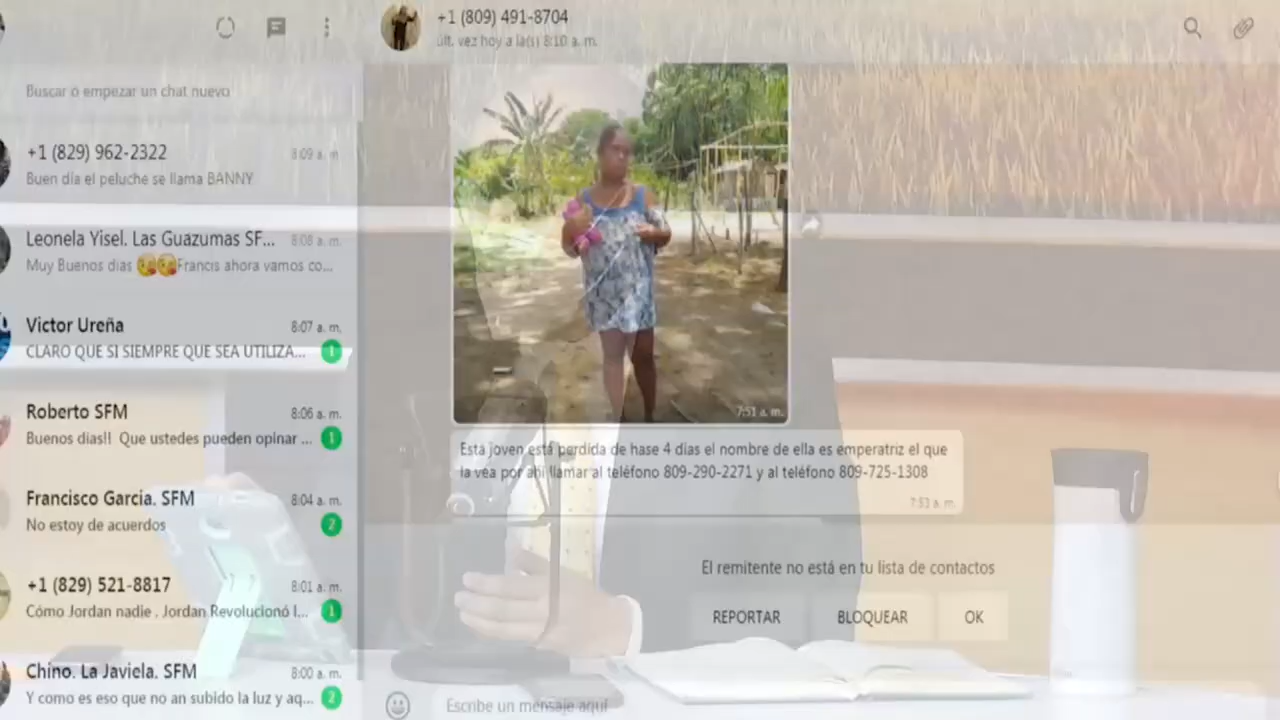 +1 (809) 491-8704
últ. vez hoy a la(s) 8:10 a. m.
Buscar o empezar un chat nuevo
+1 (829) 962-2322
8:09 a. m
Buen día el peluche se llama BANNY
Leonela Yisel. Las Guazumas SF...
8:08 a. m.
Muy Buenos dias 😘😘Francis ahora vamos co...
Victor Ureña
8:07 a. m.
CLARO QUE SI SIEMPRE QUE SEA UTILIZA...
1
Roberto SFM
8:06 a. m.
Buenos dias!! Que ustedes pueden opinar ...
1
Francisco García. SFM
8:04 a. m.
No estoy de acuerdos
2
+1 (829) 521-8817
8:01 a. m.
Cómo Jordan nadie . Jordan Revolucionó l...
1
Chino. La Javiela. SFM
8:00 a. m.
Y como es eso que no an subido la luz y aq...
2
7:51 a. m.
Esta joven está perdida de hase 4 dias el nombre de ella es emperatriz el que
la vea por ahi llamar al teléfono 809-290-2271 y al teléfono 809-725-1308
7:53 a. m.
El remitente no está en tu lista de contactos
REPORTAR
BLOQUEAR
OK
Escribe un mensaje aquí